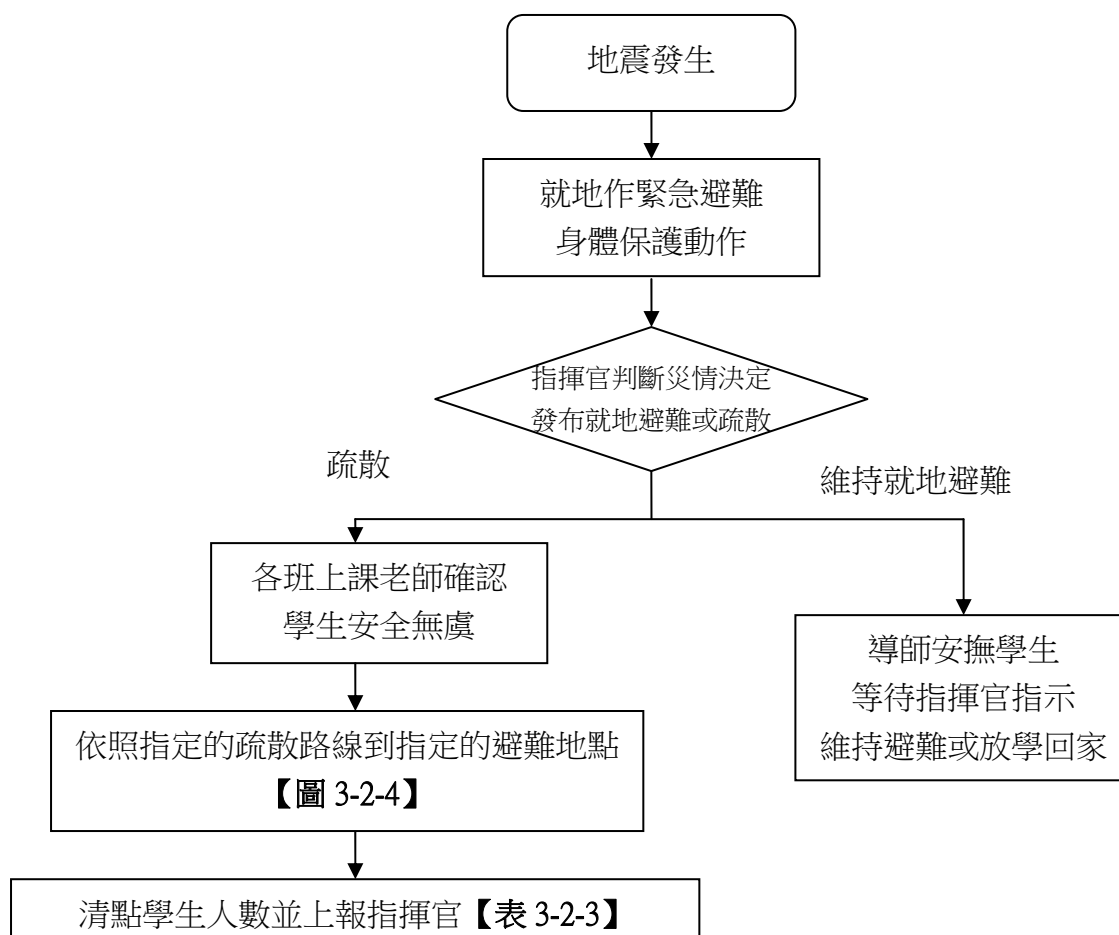 地震發生
就地作緊急避難
身體保護動作
指揮官判斷災情決定
發布就地避難或疏散
疏散
維持就地避難
各班上課老師確認
學生安全無虞
導師安撫學生
等待指揮官指示
維持避難或放學回家
依照指定的疏散路線到指定的避難地點
【圖 3-2-4】
清點學生人數並上報指揮官【表 3-2-3】